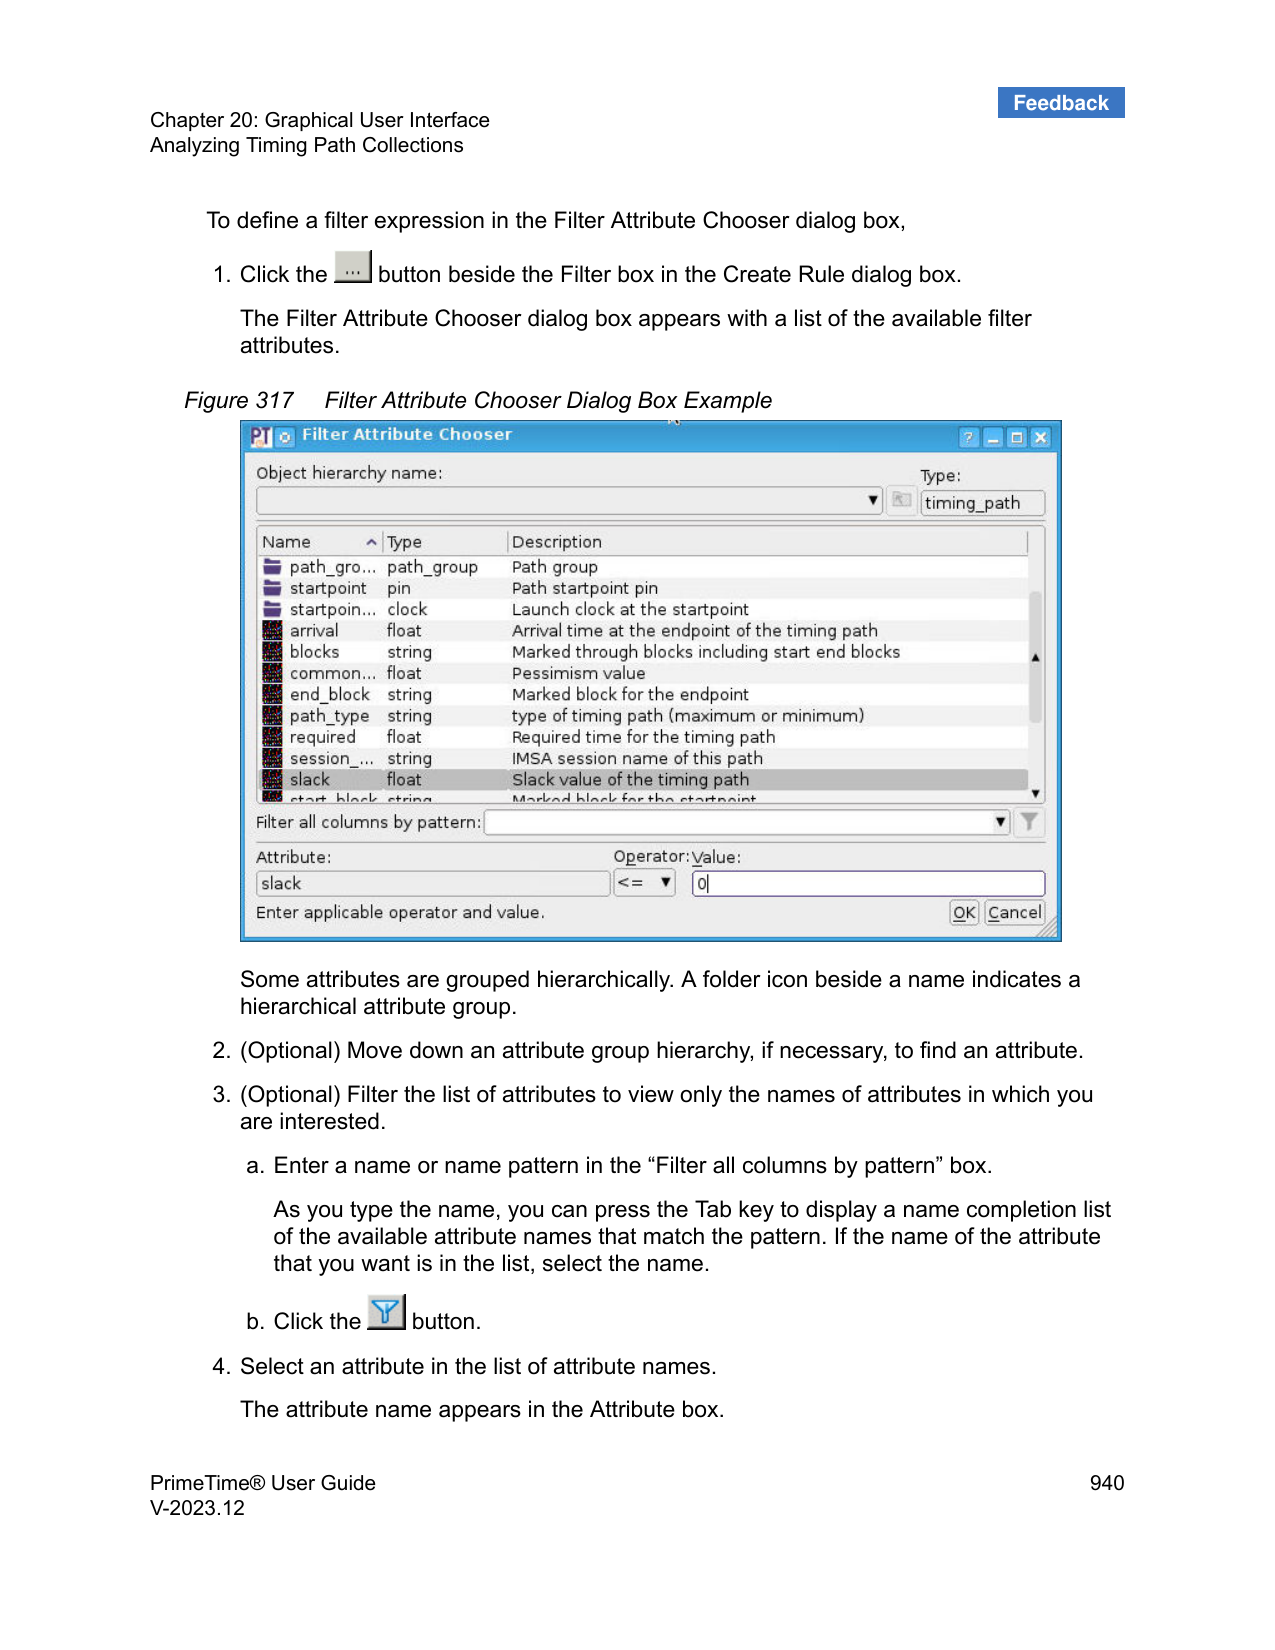 Feedback
Chapter 20: Graphical User Interface
Analyzing Timing Path Collections
To define a filter expression in the Filter Attribute Chooser dialog box,
1. Click the ... button beside the Filter box in the Create Rule dialog box.
The Filter Attribute Chooser dialog box appears with a list of the available filter
attributes.
Figure 317 Filter Attribute Chooser Dialog Box Example
PT Filter Attribute Chooser
Object hierarchy name:
Type:
timing_path
Name Type Description
path_gro... path_group Path group
startpoint pin Path startpoint pin
startpoin... clock Launch clock at the startpoint
arrival float Arrival time at the endpoint of the timing path
blocks string Marked through blocks including start end blocks
common... float Pessimism value
end_block string Marked block for the endpoint
path_type string type of timing path (maximum or minimum)
required float Required time for the timing path
session_... string IMSA session name of this path
slack float Slack value of the timing path
start_block string Marked block for the startpoint
Filter all columns by pattern:
Attribute: Operator: Value:
slack <= 0
Enter applicable operator and value. OK Cancel
Some attributes are grouped hierarchically. A folder icon beside a name indicates a
hierarchical attribute group.
2. (Optional) Move down an attribute group hierarchy, if necessary, to find an attribute.
3. (Optional) Filter the list of attributes to view only the names of attributes in which you
are interested.
a. Enter a name or name pattern in the “Filter all columns by pattern” box.
As you type the name, you can press the Tab key to display a name completion list
of the available attribute names that match the pattern. If the name of the attribute
that you want is in the list, select the name.
b. Click the button.
4. Select an attribute in the list of attribute names.
The attribute name appears in the Attribute box.
PrimeTime® User Guide 940
V-2023.12